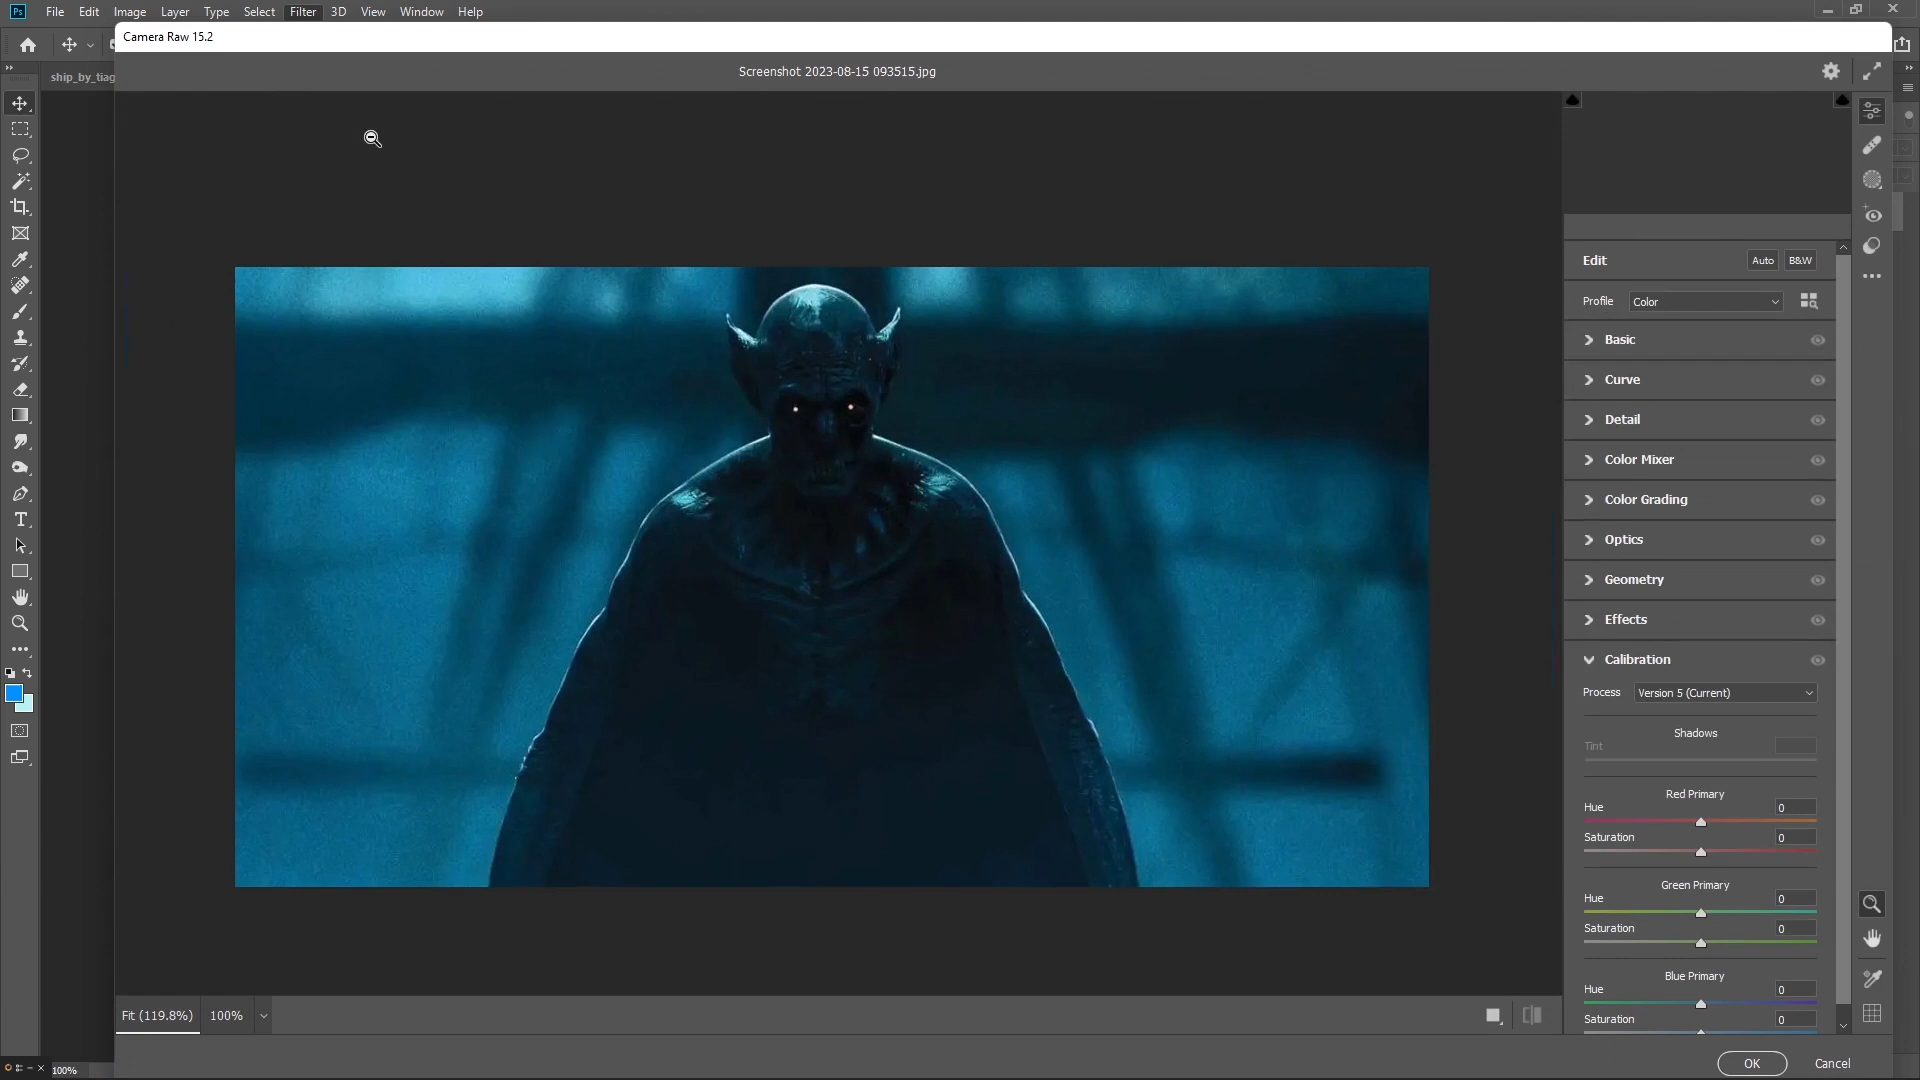 Ps File Edit Image Layer Type Select Filter 3D View Window Help
Camera Raw 15.2
ship_by_tiag
Screenshot 2023-08-15 093515.jpg
Edit Auto B&W
Profile Color
Basic
Curve
Detail
Color Mixer
Color Grading
Optics
Geometry
Effects
Calibration
Process Version 5 (Current)
Shadows
Tint
Red Primary
Hue 0
Saturation 0
Green Primary
Hue 0
Saturation 0
Blue Primary
Hue 0
Saturation 0
Fit (119.8%) 100%
OK Cancel
100%